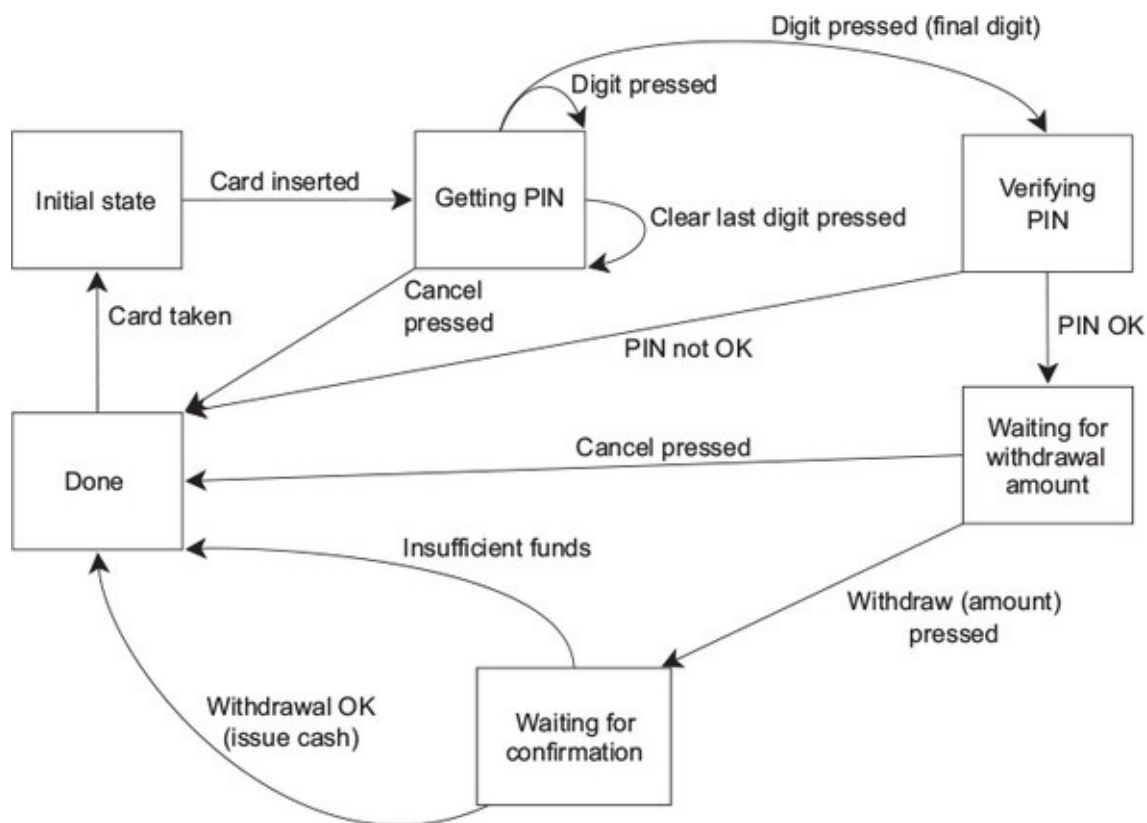 Digit pressed (final digit)
Digit pressed
Initial state
Card inserted
Getting PIN
Clear last digit pressed
Verifying
PIN
Card taken
Cancel
pressed
PIN not OK
PIN OK
Done
Cancel pressed
Waiting for
withdrawal
amount
Insufficient funds
Withdraw (amount)
pressed
Withdrawal OK
(issue cash)
Waiting for
confirmation